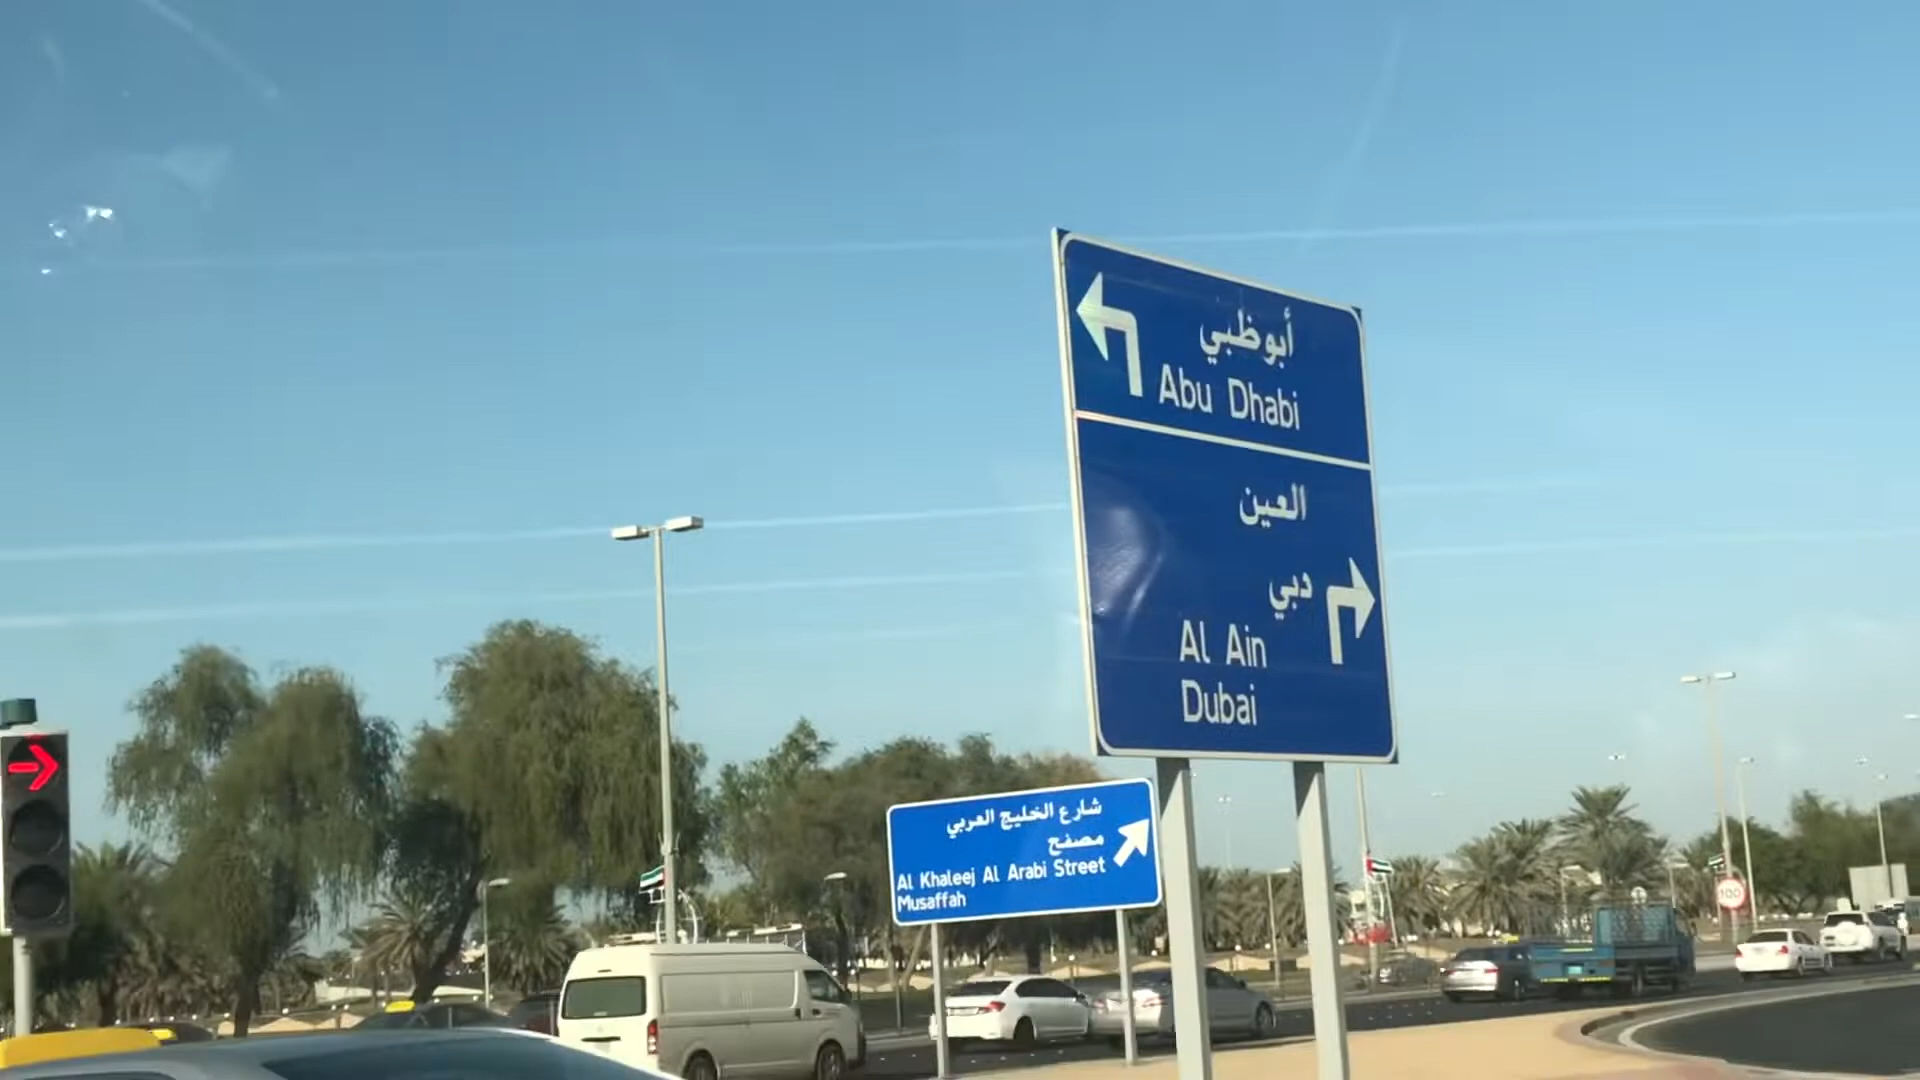 أبوظبي
Abu Dhabi
العين
دبي
Al Ain
Dubai
شارع الخليج العربي
مصفح
Al Khaleej Al Arabi Street
Musaffah
100